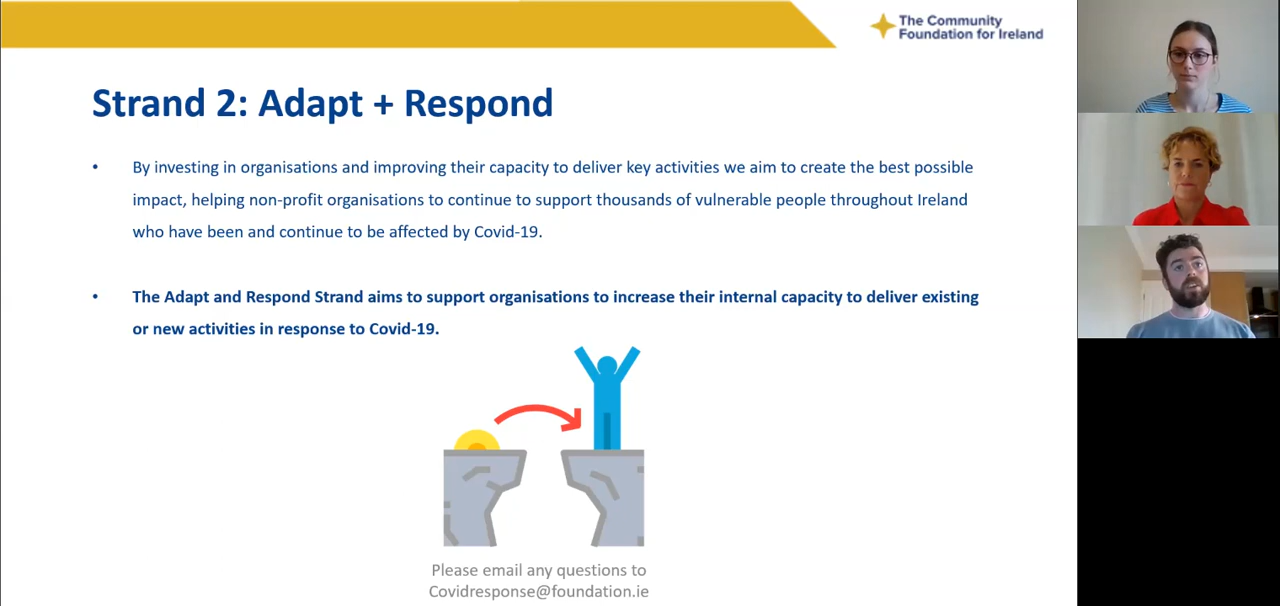 The Community
Foundation for Ireland
Strand 2: Adapt + Respond
• By investing in organisations and improving their capacity to deliver key activities we aim to create the best possible
impact, helping non-profit organisations to continue to support thousands of vulnerable people throughout Ireland
who have been and continue to be affected by Covid-19.
• The Adapt and Respond Strand aims to support organisations to increase their internal capacity to deliver existing
or new activities in response to Covid-19.
Please email any questions to
Covidresponse@foundation.ie